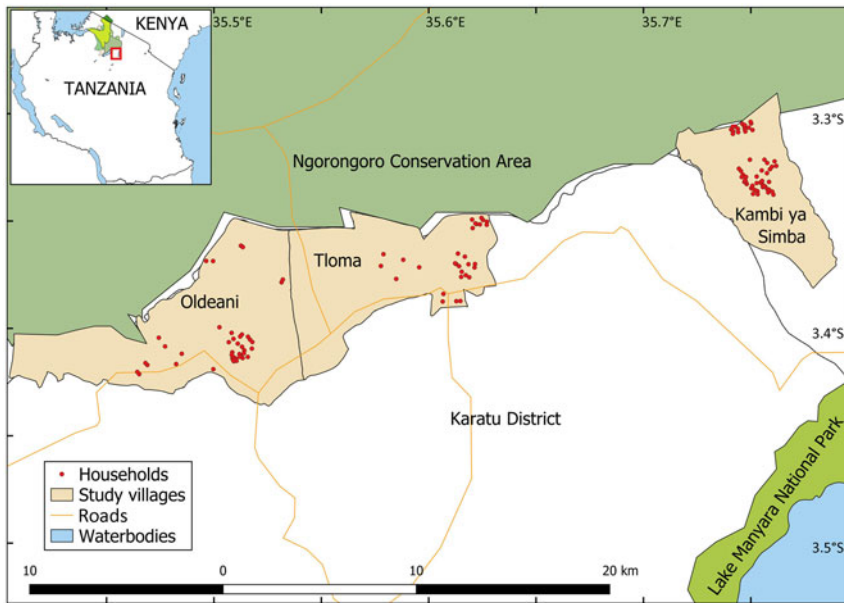 KENYA
TANZANIA
35.5°E
35.6°E
35.7°E
3.3°S
Ngorongoro Conservation Area
Kambi ya
Simba
Tloma
Oldeani
3.4°S
Karatu District
Households
Study villages
Roads
Waterbodies
Lake Manyara National Park
3.5°S
10
0
10
20 km